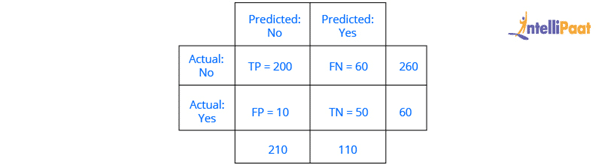 Predicted: Predicted:
No Yes
Actual: No TP = 200 FN = 60 260
Actual: Yes FP = 10 TN = 50 60
210 110
IntelliPaat